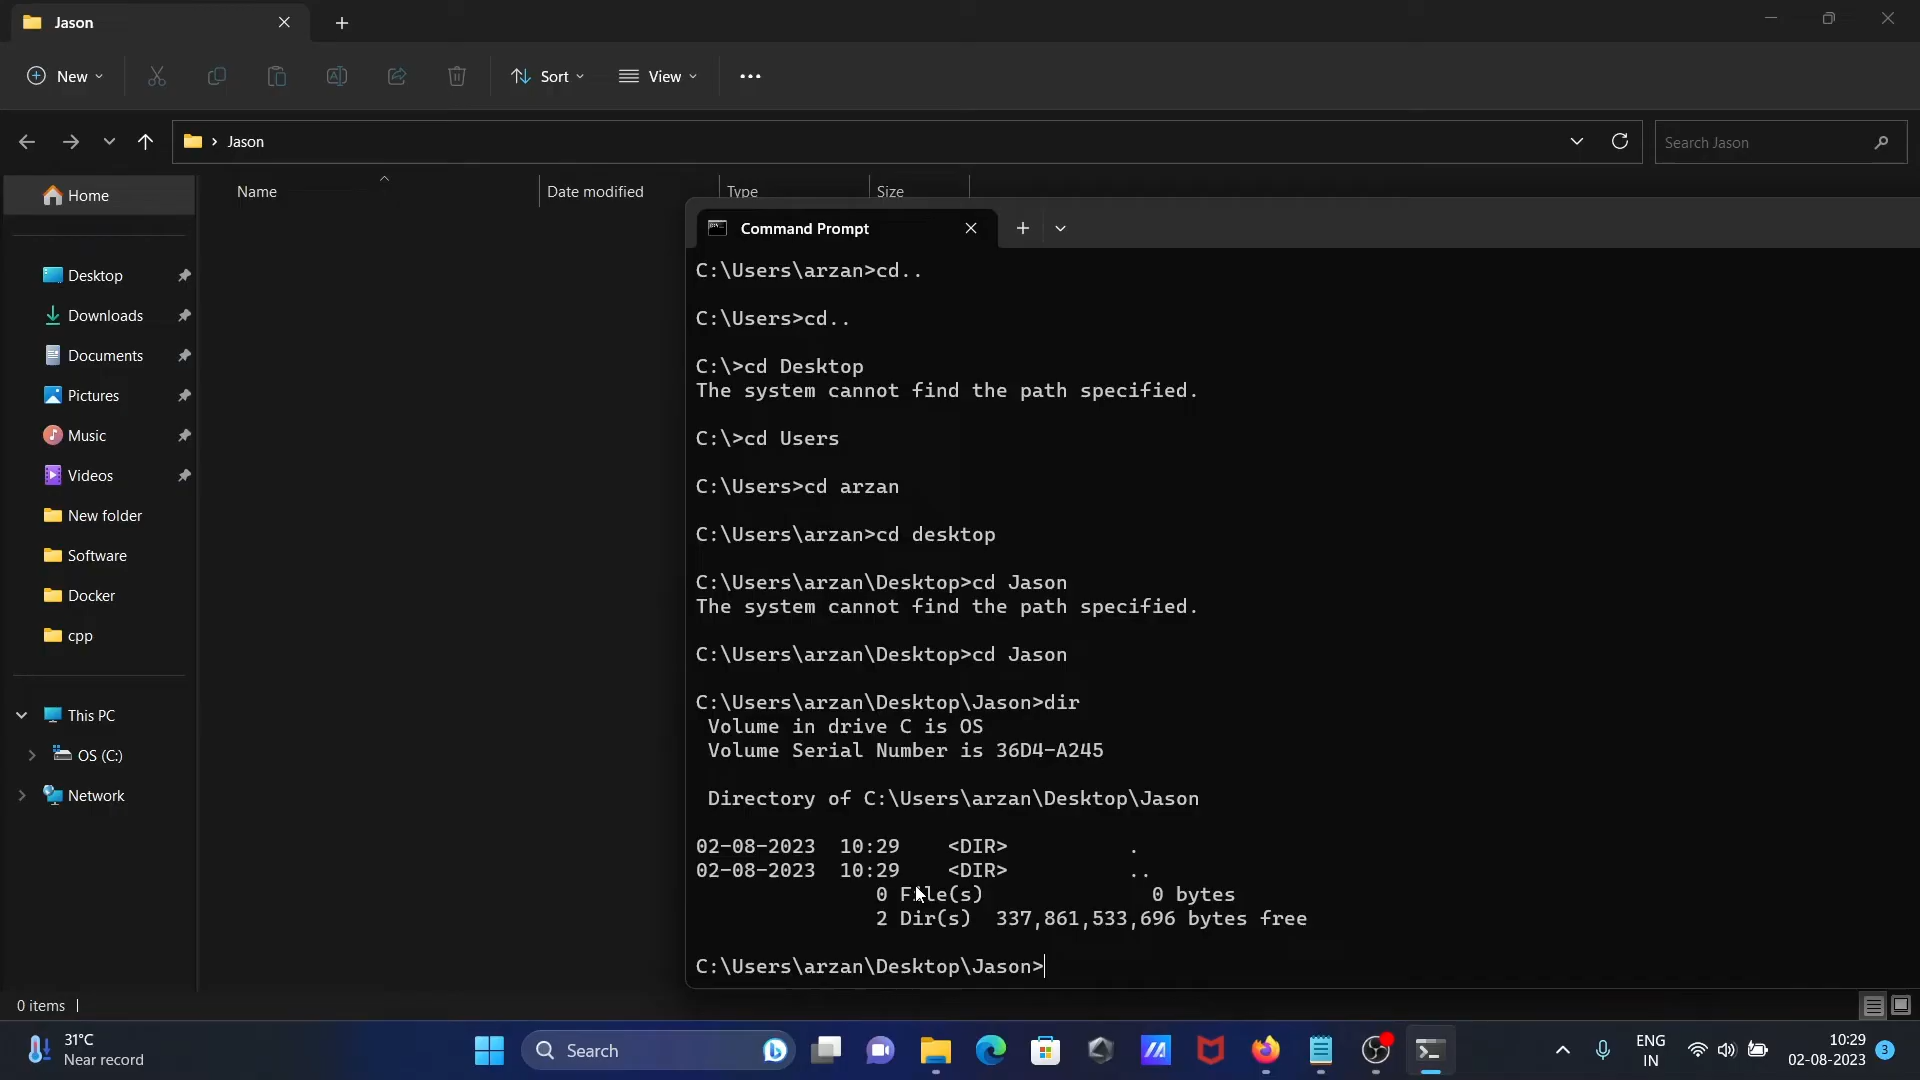 Jason
New
Sort
View
Jason
Search Jason
Name
Date modified
Type
Size
Home
Desktop
Downloads
Documents
Pictures
Music
Videos
New folder
Software
Docker
cpp
This PC
OS (C:)
Network
Command Prompt
C:\Users\arzan>cd..
C:\Users>cd..
C:\>cd Desktop
The system cannot find the path specified.
C:\>cd Users
C:\Users>cd arzan
C:\Users\arzan>cd desktop
C:\Users\arzan\Desktop>cd Jason
The system cannot find the path specified.
C:\Users\arzan\Desktop>cd Jason
C:\Users\arzan\Desktop\Jason>dir
Volume in drive C is OS
Volume Serial Number is 36D4-A245
Directory of C:\Users\arzan\Desktop\Jason
02-08-2023 10:29 <DIR> .
02-08-2023 10:29 <DIR> ..
0 File(s) 0 bytes
2 Dir(s) 337,861,533,696 bytes free
C:\Users\arzan\Desktop\Jason>
0 items
31°C
Near record
Search
ENG
IN
10:29
02-08-2023
3